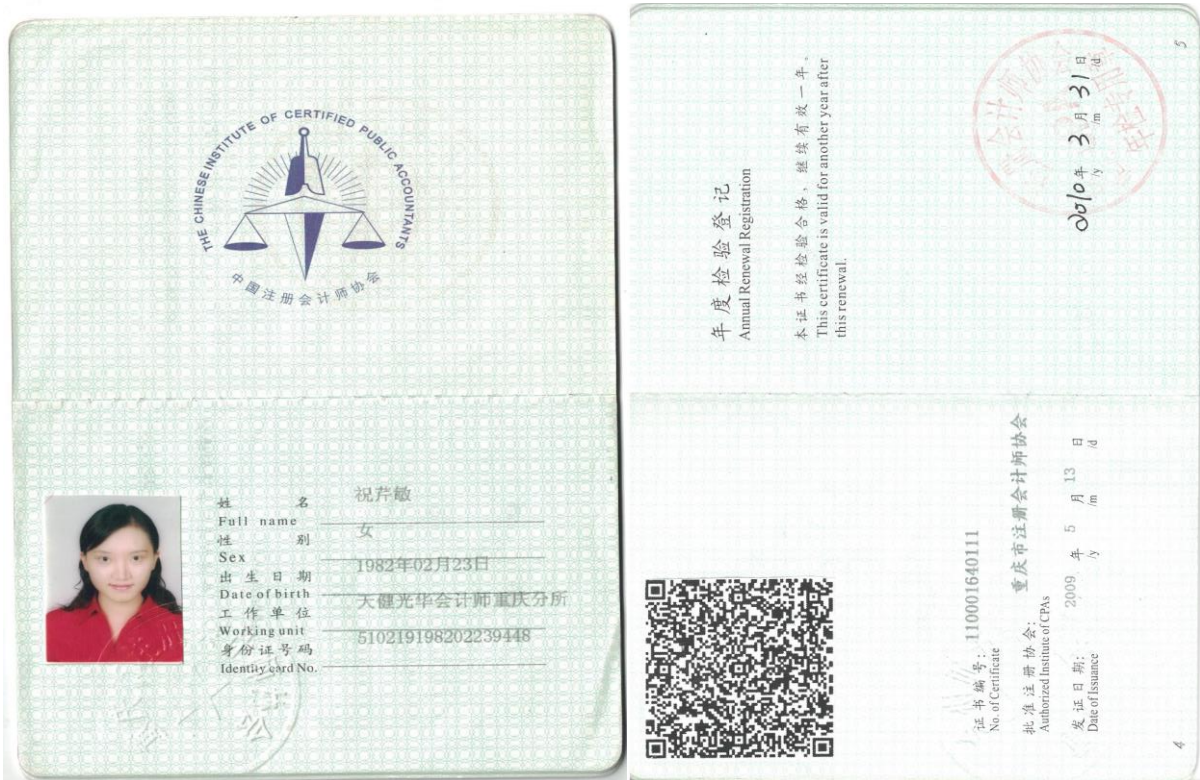 THE CHINESE INSTITUTE OF CERTIFIED PUBLIC ACCOUNTANTS
中国注册会计师协会
姓 名 祝芹敏
Full name
性 别 女
Sex
出生日期 1982年02月23日
Date of birth
工作单位 天健光华会计师重庆分所
Working unit
身份证号码 510219198202239448
Identity card No.
年度检验登记
Annual Renewal Registration
本证书经检验合格，继续有效一年。
This certificate is valid for another year after
this renewal.
2010年 3月 31日
/y /m /d
5
证书编号: 110001640111
No. of Certificate
批准注册协会: 重庆市注册会计师协会
Authorized Institute of CPAs
发证日期: 2009 年 5 月 13 日
Date of Issuance /y /m /d
4